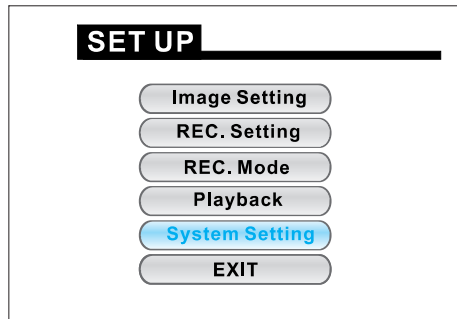 SET UP
Image Setting
REC. Setting
REC. Mode
Playback
System Setting
EXIT